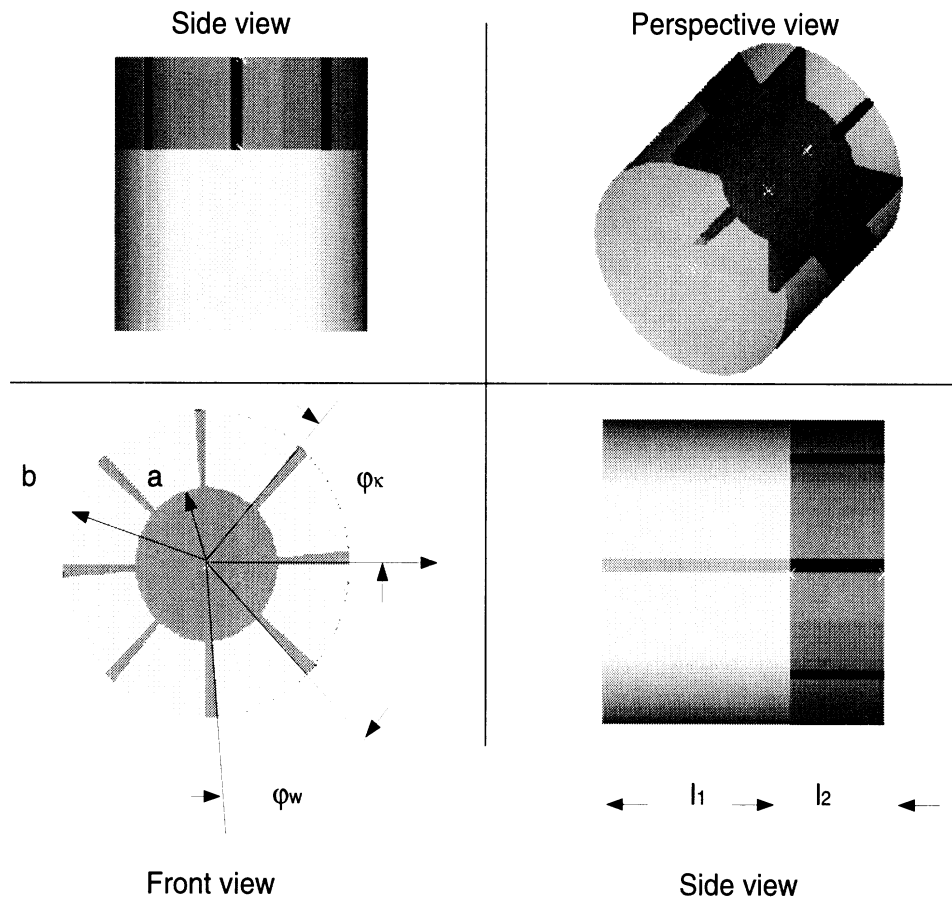 Side view
Perspective view
b
a
φκ
φw
l1
l2
Front view
Side view